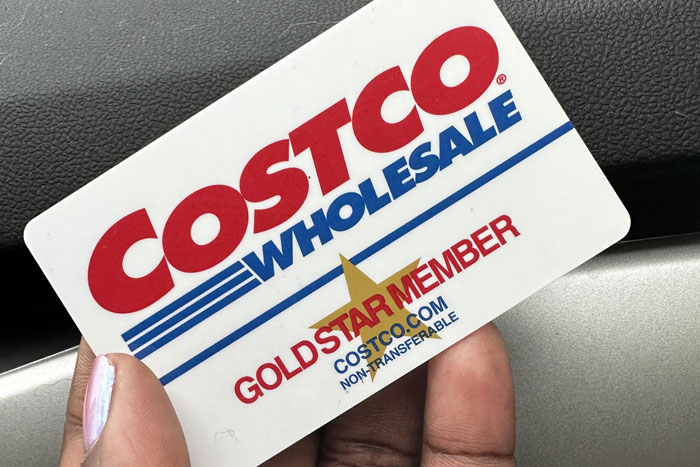 COSTCO®
WHOLESALE
GOLD STAR MEMBER
COSTCO.COM
NON-TRANSFERABLE